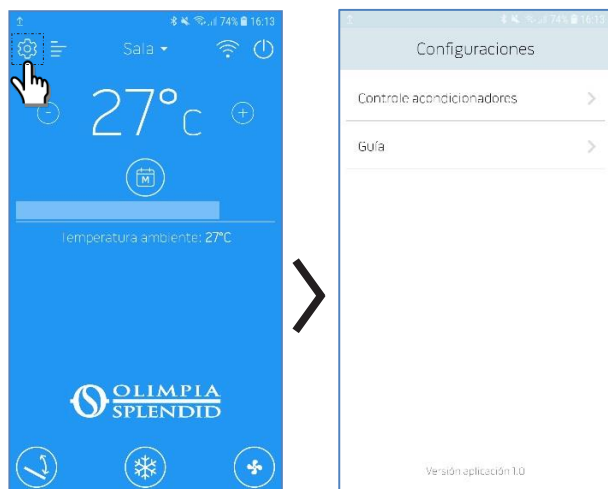 74% 16:13
Sala
- 27°C +
M
Temperatura ambiente: 27°C
OLIMPIA
SPLENDID
74% 16:13
Configuraciones
Controle acondicionadores
Guía
Versión aplicación 1.0